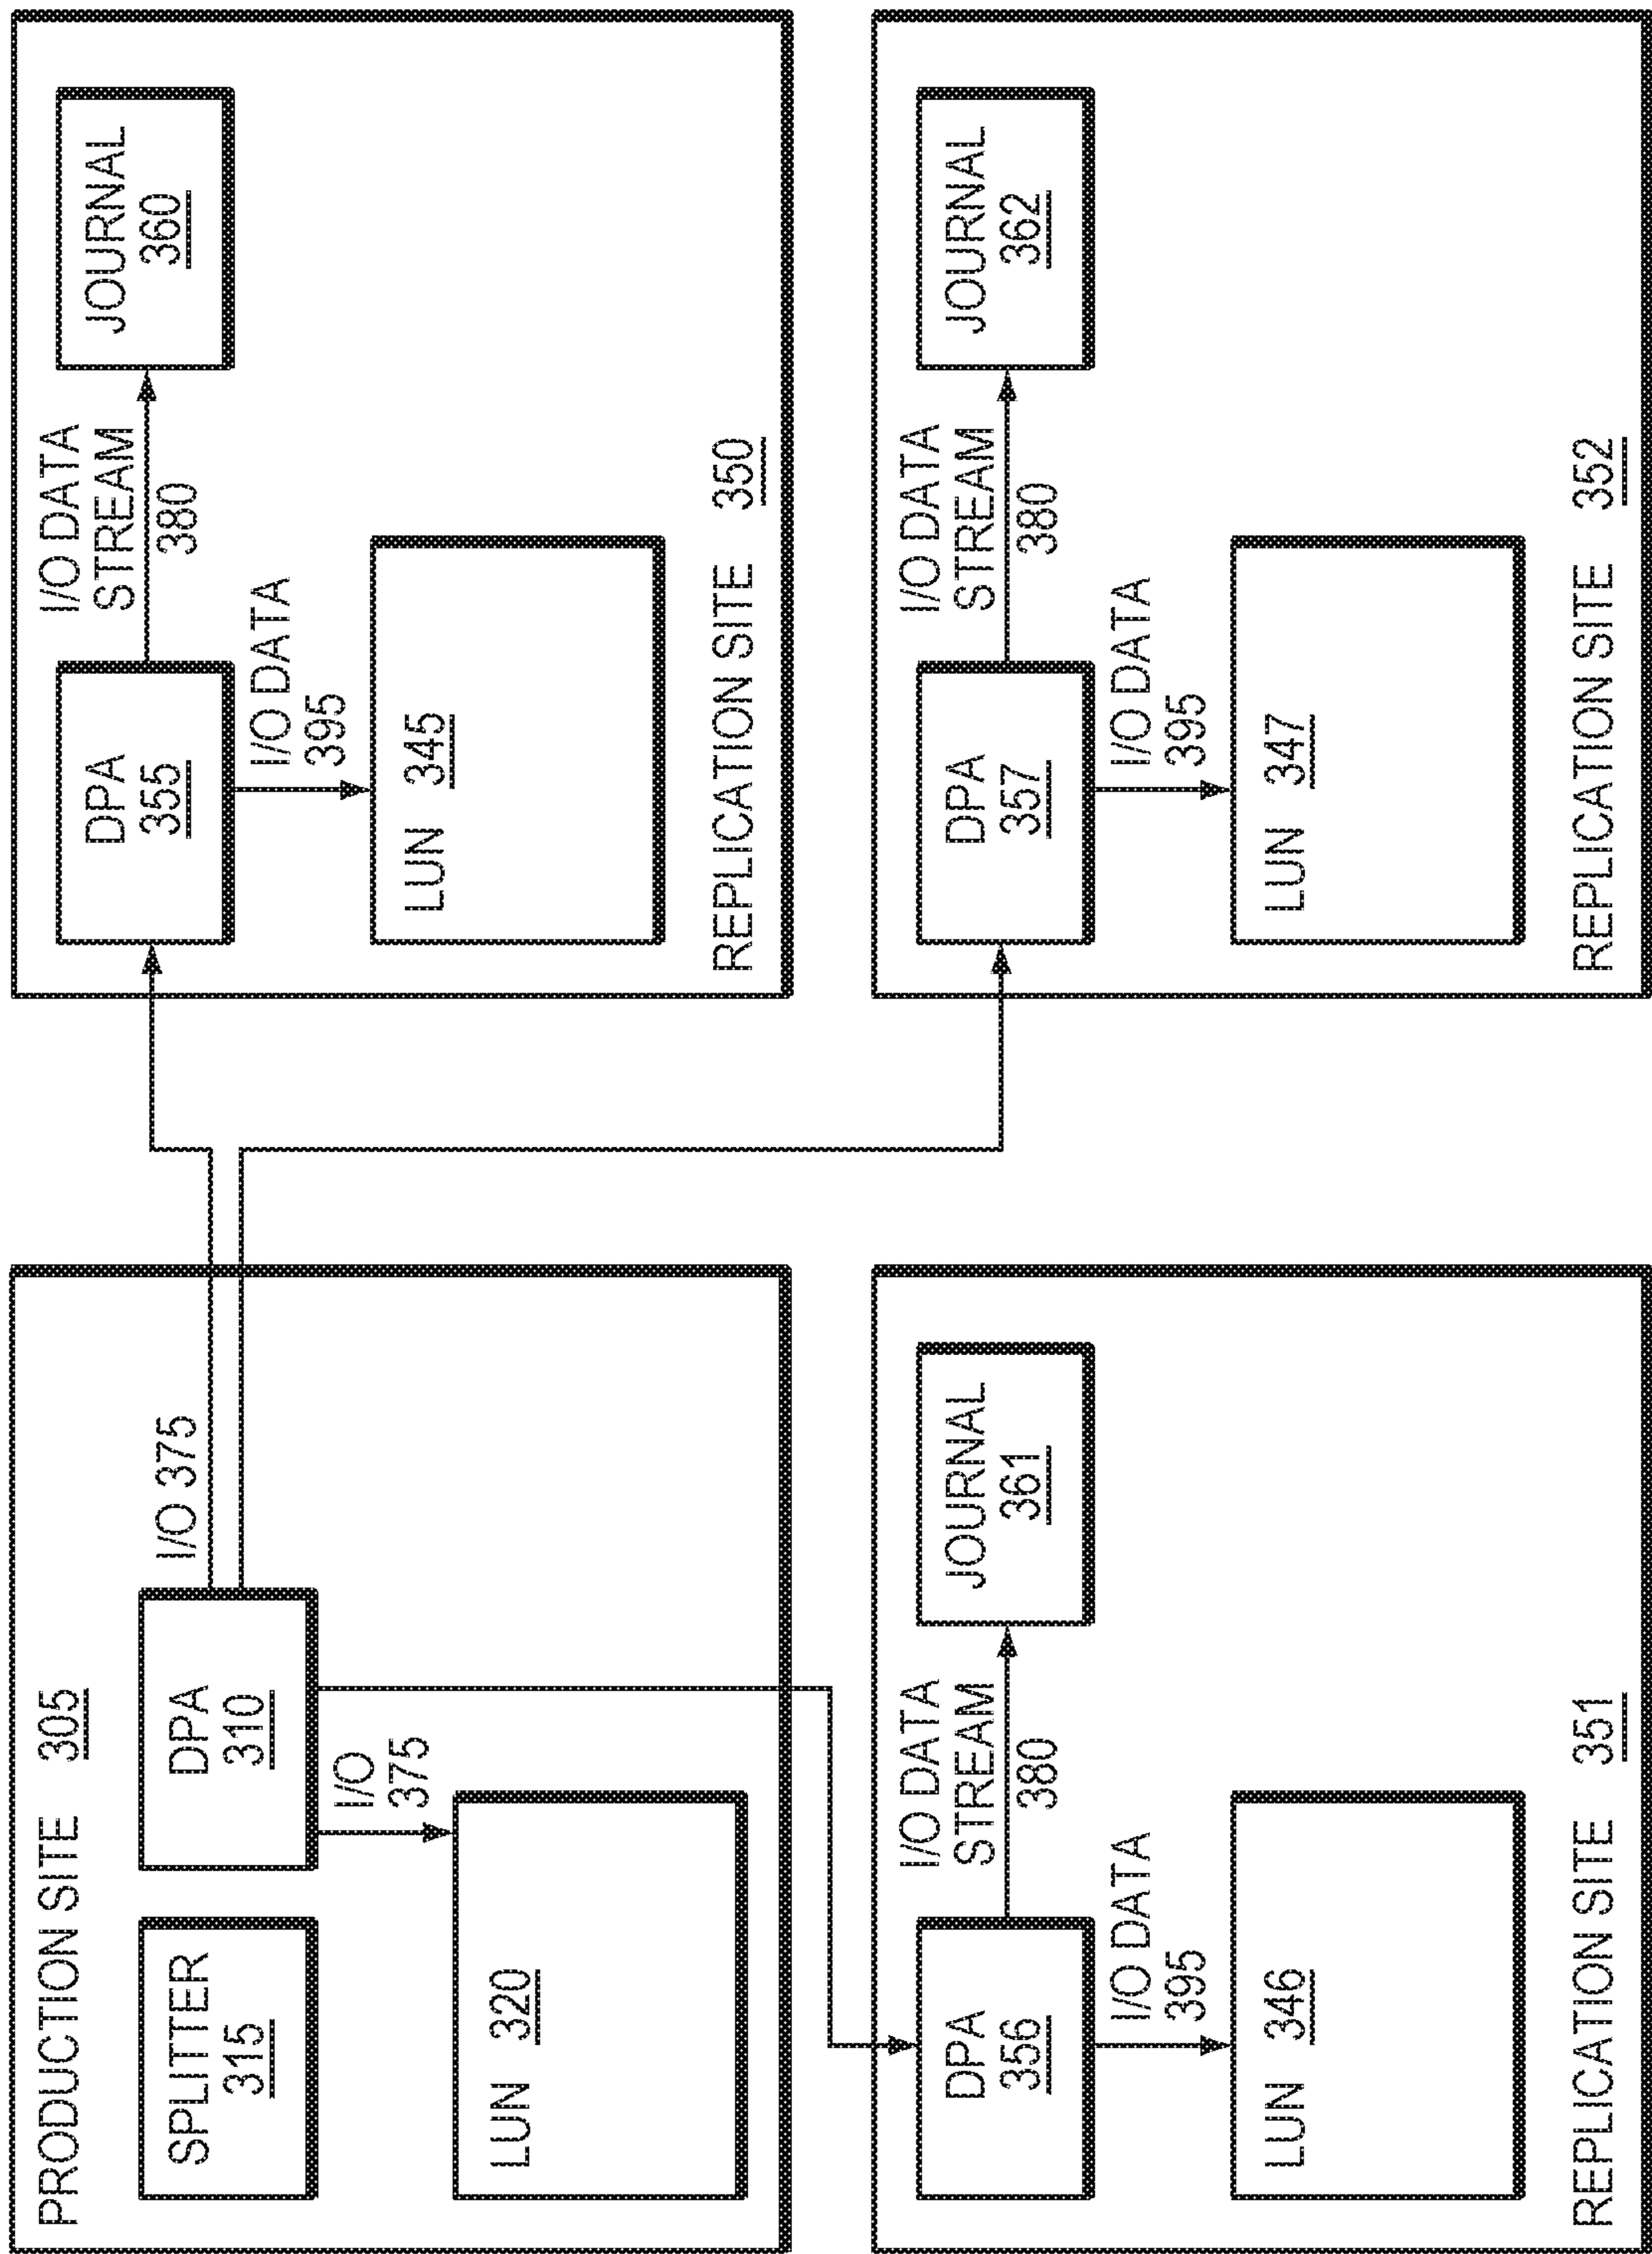 PRODUCTION SITE 305
SPLITTER
315
DPA
310
I/O 375
I/O
375
LUN 320
I/O DATA
STREAM
380
DPA
355
JOURNAL
360
I/O DATA
395
LUN 345
REPLICATION SITE 350
I/O DATA
STREAM
380
DPA
356
JOURNAL
361
I/O DATA
395
LUN 346
REPLICATION SITE 351
I/O DATA
STREAM
380
DPA
357
JOURNAL
362
I/O DATA
395
LUN 347
REPLICATION SITE 352